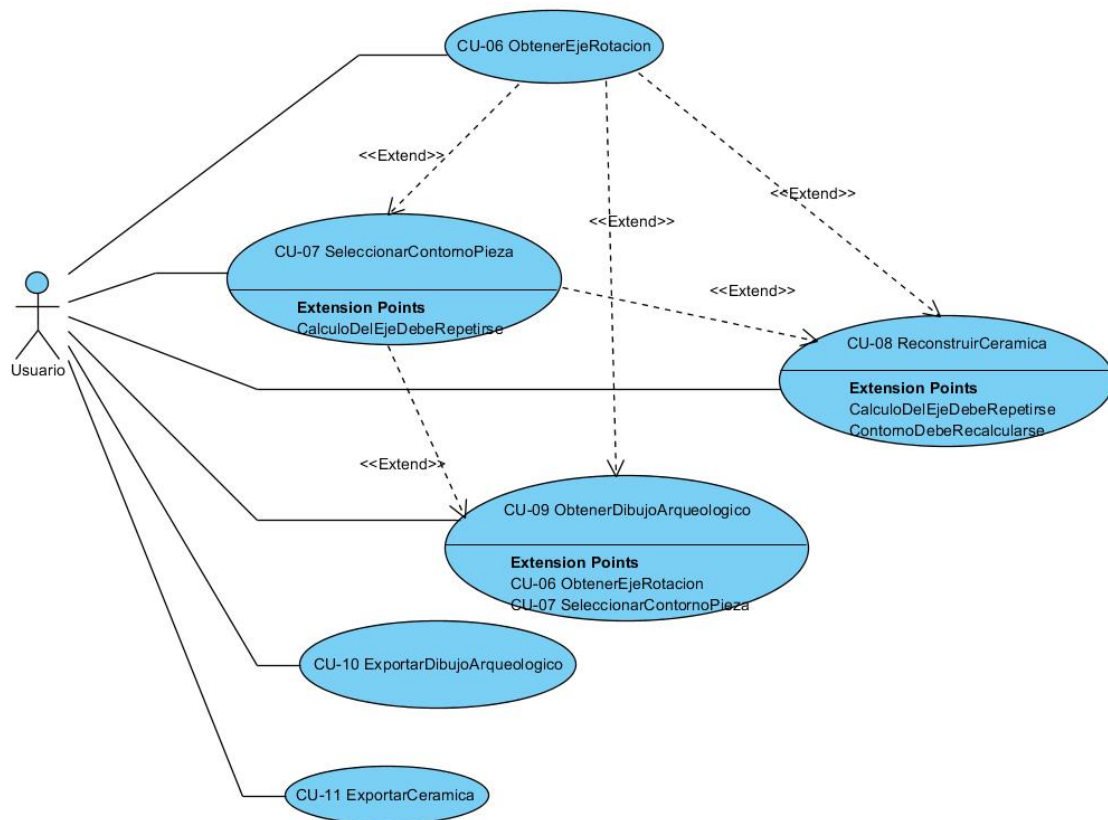 CU-06 ObtenerEjeRotacion
<<Extend>>
<<Extend>>
<<Extend>>
CU-07 SeleccionarContornoPieza
Extension Points
CalculoDelEjeDebeRepetirse
<<Extend>>
Usuario
CU-08 ReconstruirCeramica
Extension Points
CalculoDelEjeDebeRepetirse
ContornoDebeRecalcularse
<<Extend>>
CU-09 ObtenerDibujoArqueologico
Extension Points
CU-06 ObtenerEjeRotacion
CU-07 SeleccionarContornoPieza
CU-10 ExportarDibujoArqueologico
CU-11 ExportarCeramica